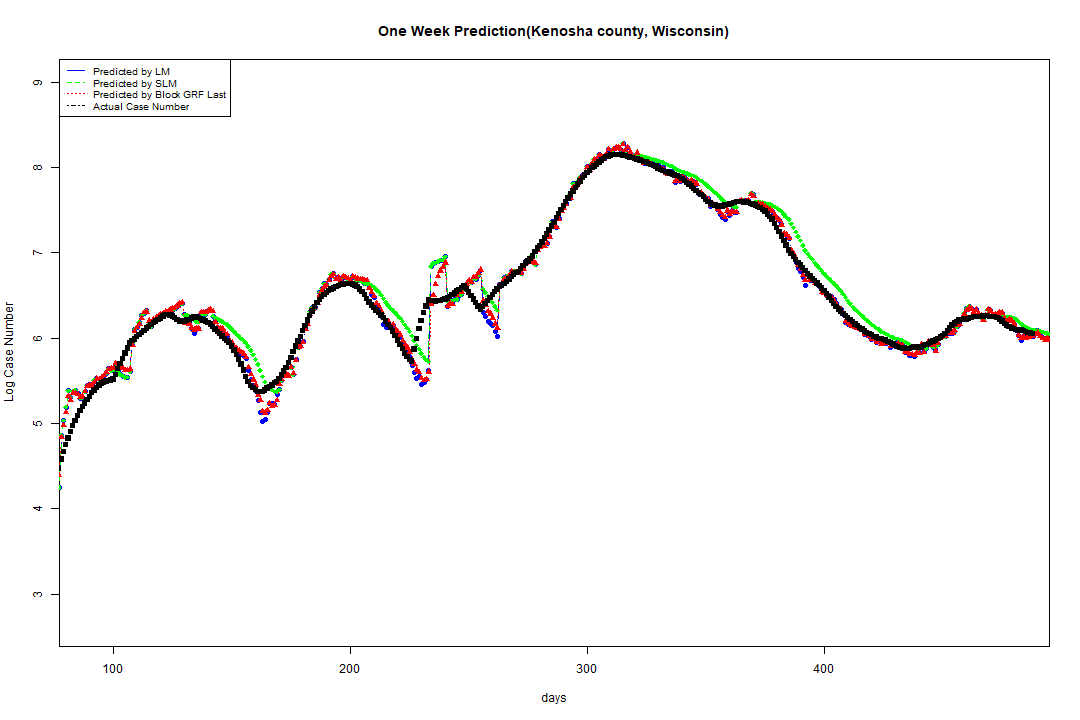 One Week Prediction(Kenosha county, Wisconsin)
Predicted by LM
Predicted by SLM
Predicted by Block GRF Last
Actual Case Number
9
8
7
6
5
4
3
Log Case Number
100 200 300 400
days